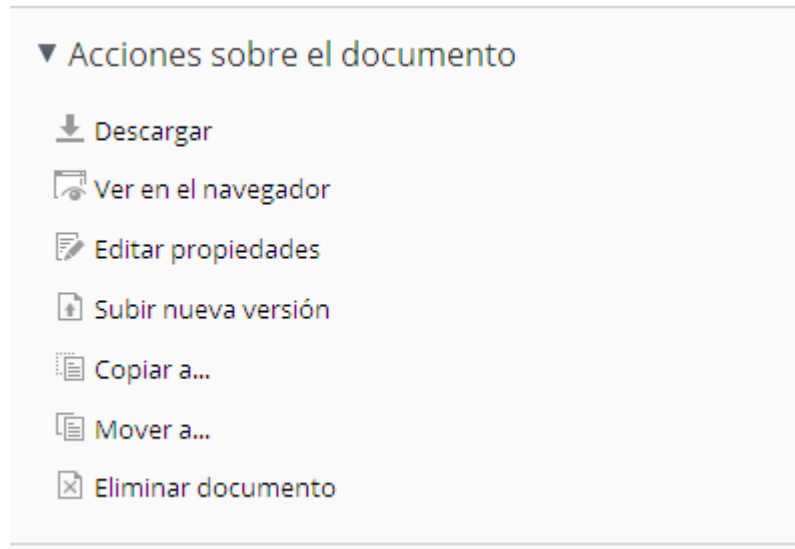 Acciones sobre el documento
Descargar
Ver en el navegador
Editar propiedades
Subir nueva versión
Copiar a...
Mover a...
Eliminar documento